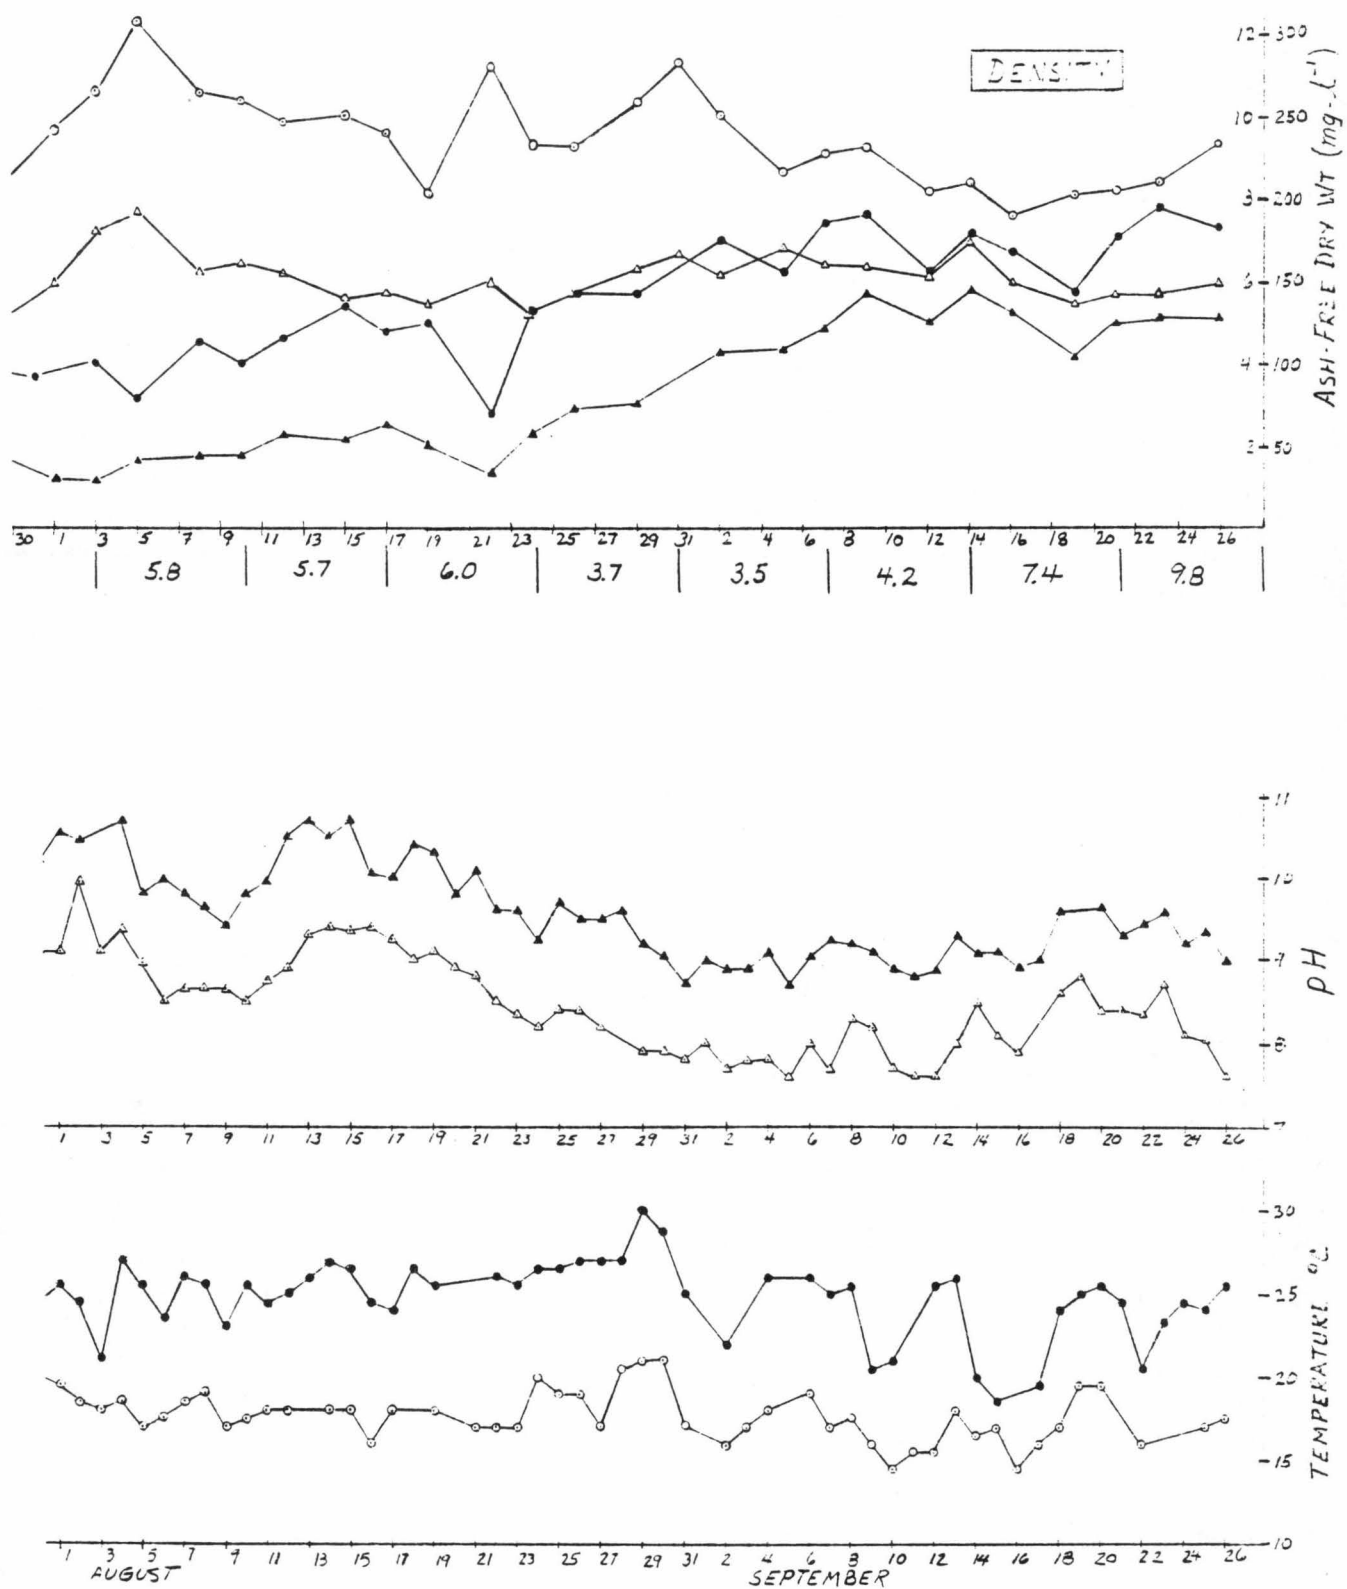 DENSITY
12 300
10 250
8 200
6 150
4 100
2 50
ASH-FREE DRY WT (mg·l⁻¹)
30 1 3 5 7 9 11 13 15 17 19 21 23 25 27 29 31 2 4 6 8 10 12 14 16 18 20 22 24 26
5.8 5.7 6.0 3.7 3.5 4.2 7.4 9.8
11
10
9
8
7
pH
1 3 5 7 9 11 13 15 17 19 21 23 25 27 29 31 2 4 6 8 10 12 14 16 18 20 22 24 26
30
25
20
15
10
TEMPERATURE °C
1 3 5 7 9 11 13 15 17 19 21 23 25 27 29 31 2 4 6 8 10 12 14 16 18 20 22 24 26
AUGUST SEPTEMBER